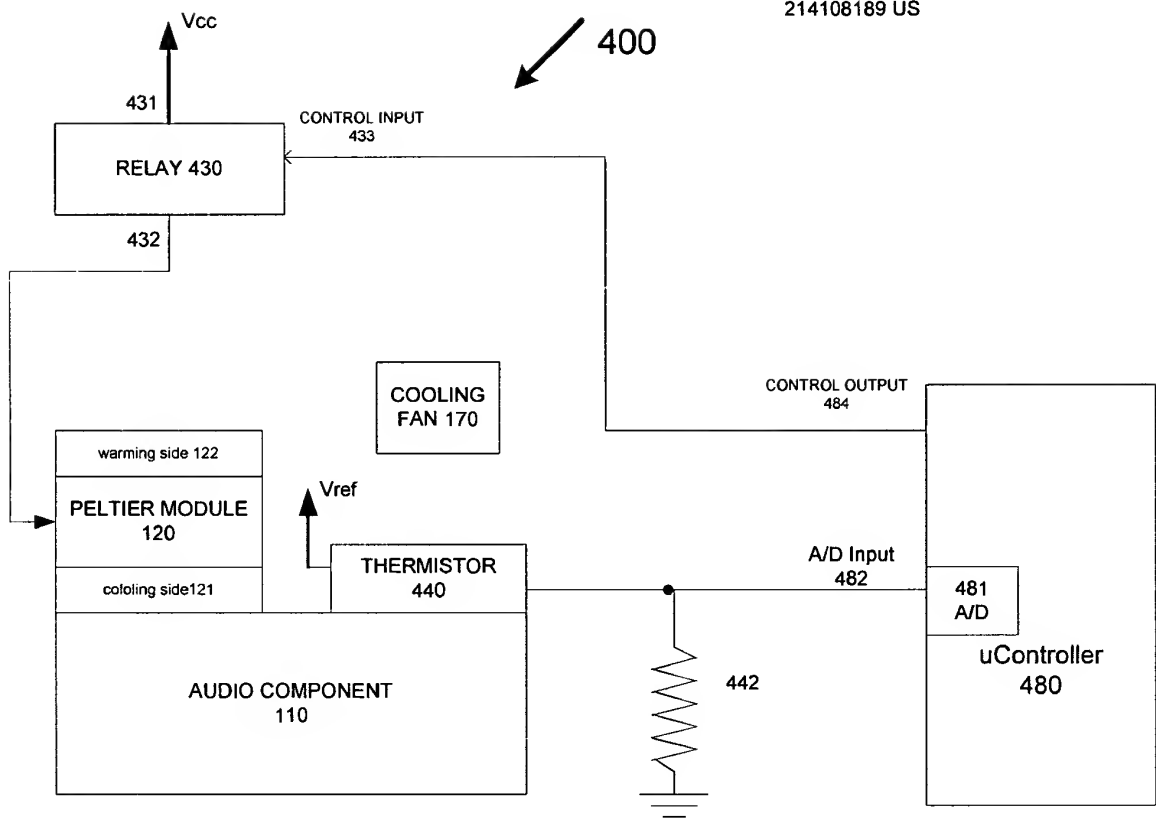 214108189 US
Vcc
400
431
CONTROL INPUT
433
RELAY 430
432
COOLING
FAN 170
CONTROL OUTPUT
484
warming side 122
Vref
PELTIER MODULE
120
THERMISTOR
440
A/D Input
482
cofoling side121
481
A/D
uController
480
442
AUDIO COMPONENT
110